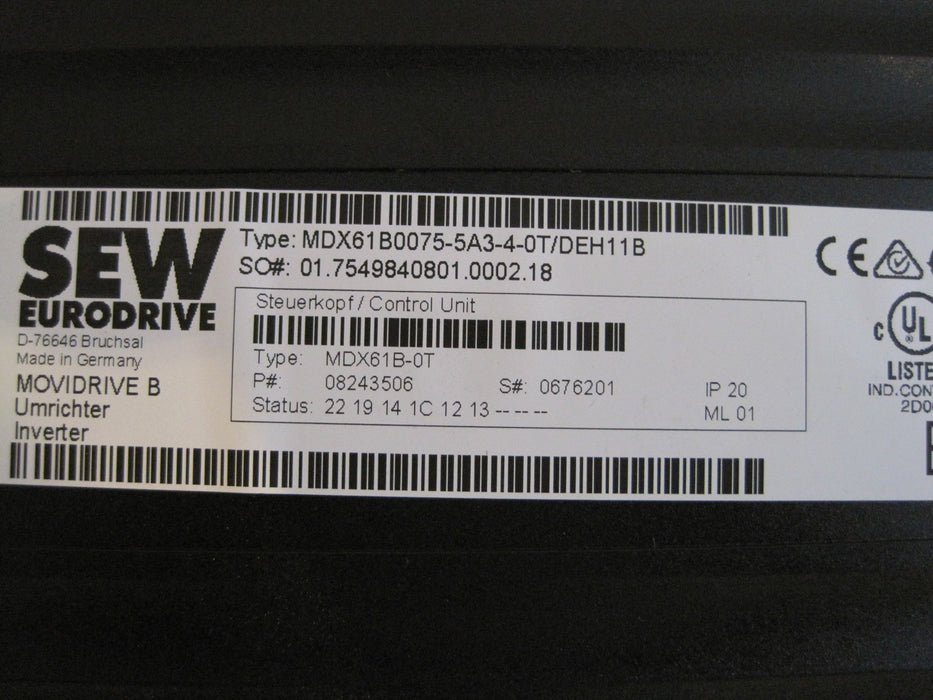 SEW
EURODRIVE
D-76646 Bruchsal
Made in Germany
MOVIDRIVE B
Umrichter
Inverter
Type: MDX61B0075-5A3-4-0T/DEH11B
SO#: 01.7549840801.0002.18
Steuerkopf / Control Unit
Type: MDX61B-0T
P#: 08243506 S#: 0676201 IP 20
Status: 22 19 14 1C 12 13 -- -- -- ML 01
CE
C UL
LISTE
IND.CON
2D0